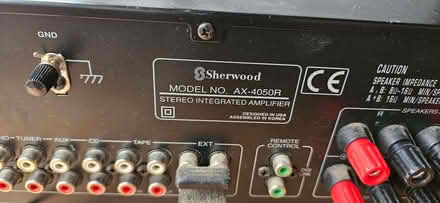 GND
Sherwood
MODEL NO. AX-4050R
STEREO INTEGRATED AMPLIFIER
DESIGNED IN USA
ASSEMBLED IN KOREA
CE
CAUTION
SPEAKER IMPEDANCE
A . B: 8Ω-16Ω MIN/SP
A + B: 16Ω MIN/SP
R
SPEAKERS
TUNER
AUX
CD
TAPE
EXT
REMOTE
CONTROL